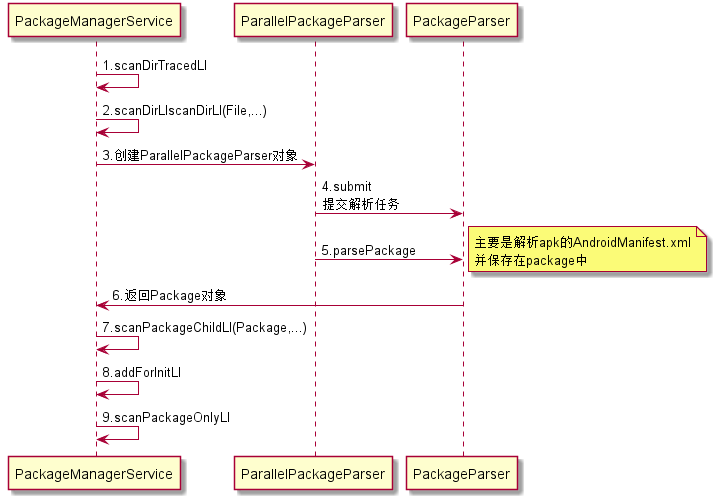 PackageManagerService
ParallelPackageParser
PackageParser
1.scanDirTracedLI
2.scanDirLIscanDirLI(File,...)
3.创建ParallelPackageParser对象
4.submit
提交解析任务
5.parsePackage
主要是解析apk的AndroidManifest.xml
并保存在package中
6.返回Package对象
7.scanPackageChildLI(Package,...)
8.addForInitLI
9.scanPackageOnlyLI
PackageManagerService
ParallelPackageParser
PackageParser